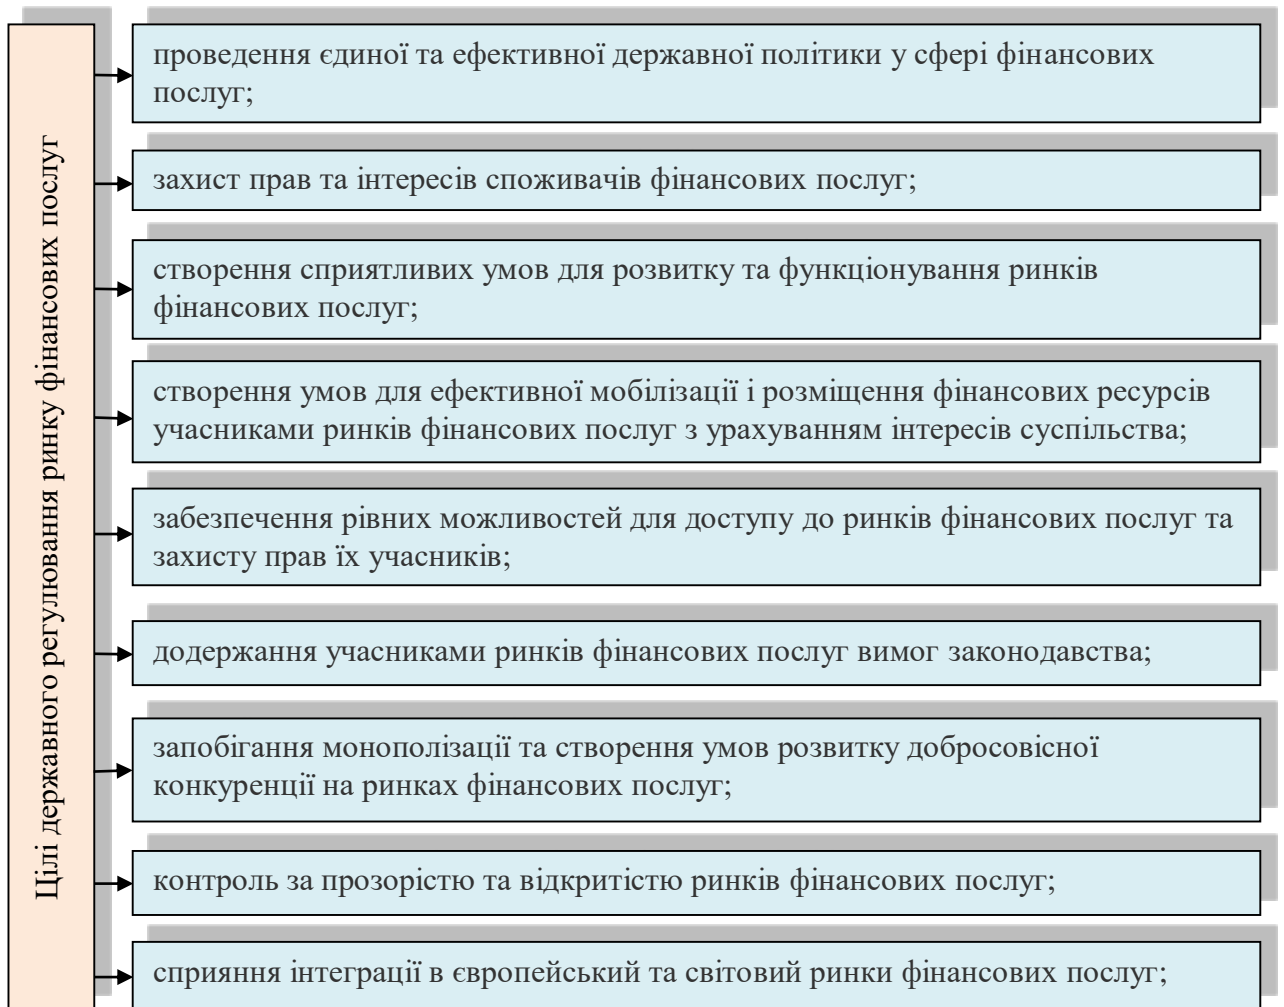 Цілі державного регулювання ринку фінансових послуг
проведення єдиної та ефективної державної політики у сфері фінансових
послуг;
захист прав та інтересів споживачів фінансових послуг;
створення сприятливих умов для розвитку та функціонування ринків
фінансових послуг;
створення умов для ефективної мобілізації і розміщення фінансових ресурсів
учасниками ринків фінансових послуг з урахуванням інтересів суспільства;
забезпечення рівних можливостей для доступу до ринків фінансових послуг та
захисту прав їх учасників;
додержання учасниками ринків фінансових послуг вимог законодавства;
запобігання монополізації та створення умов розвитку добросовісної
конкуренції на ринках фінансових послуг;
контроль за прозорістю та відкритістю ринків фінансових послуг;
сприяння інтеграції в європейський та світовий ринки фінансових послуг;